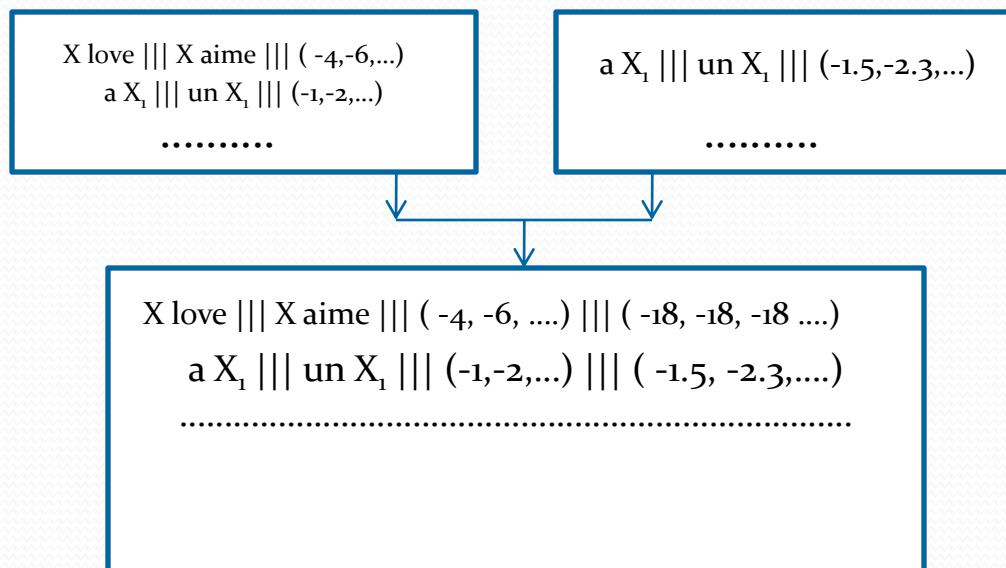 X love ||| X aime ||| ( -4,-6,...)
a X₁ ||| un X₁ ||| (-1,-2,...)
..........
a X₁ ||| un X₁ ||| (-1.5,-2.3,...)
..........
X love ||| X aime ||| ( -4, -6, ....) ||| ( -18, -18, -18 ....)
a X₁ ||| un X₁ ||| (-1,-2,...) ||| ( -1.5, -2.3,....)
..................................................................